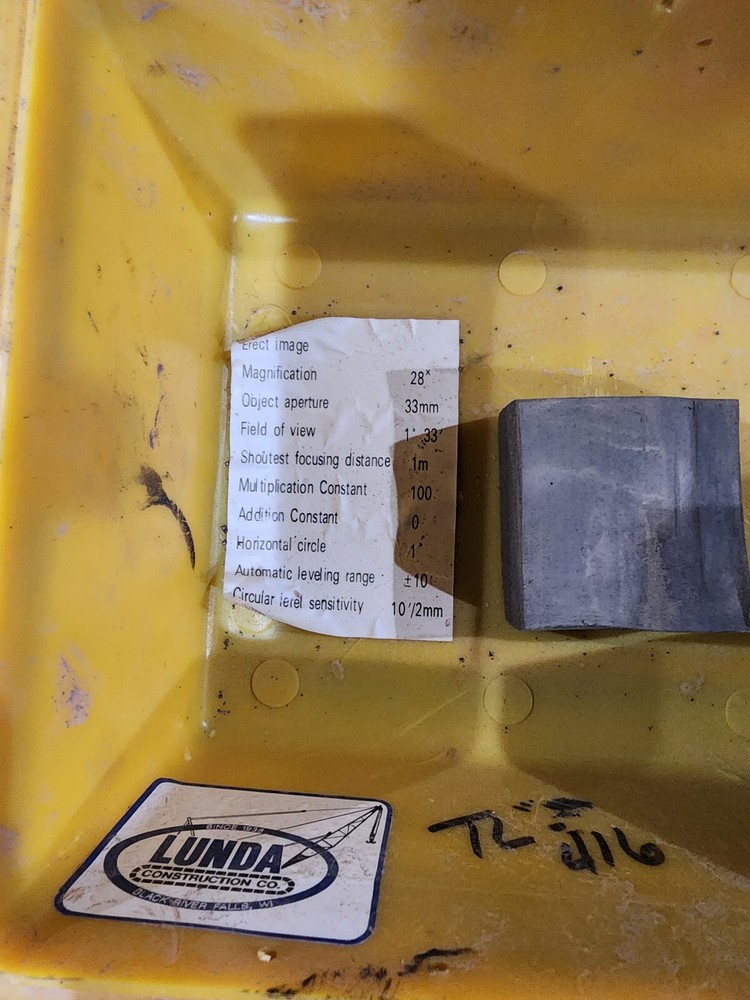 Erect Image
Magnification 28x
Object aperture 33mm
Field of view 1° 33'
Shoutest focusing distance 1m
Multiplication Constant 100
Addition Constant 0
Horizontal circle 1°
Automatic leveling range ±10'
Circular lerel sensitivity 10'/2mm
SINCE 1938
LUNDA
CONSTRUCTION CO.
BLACK RIVER FALLS, WI